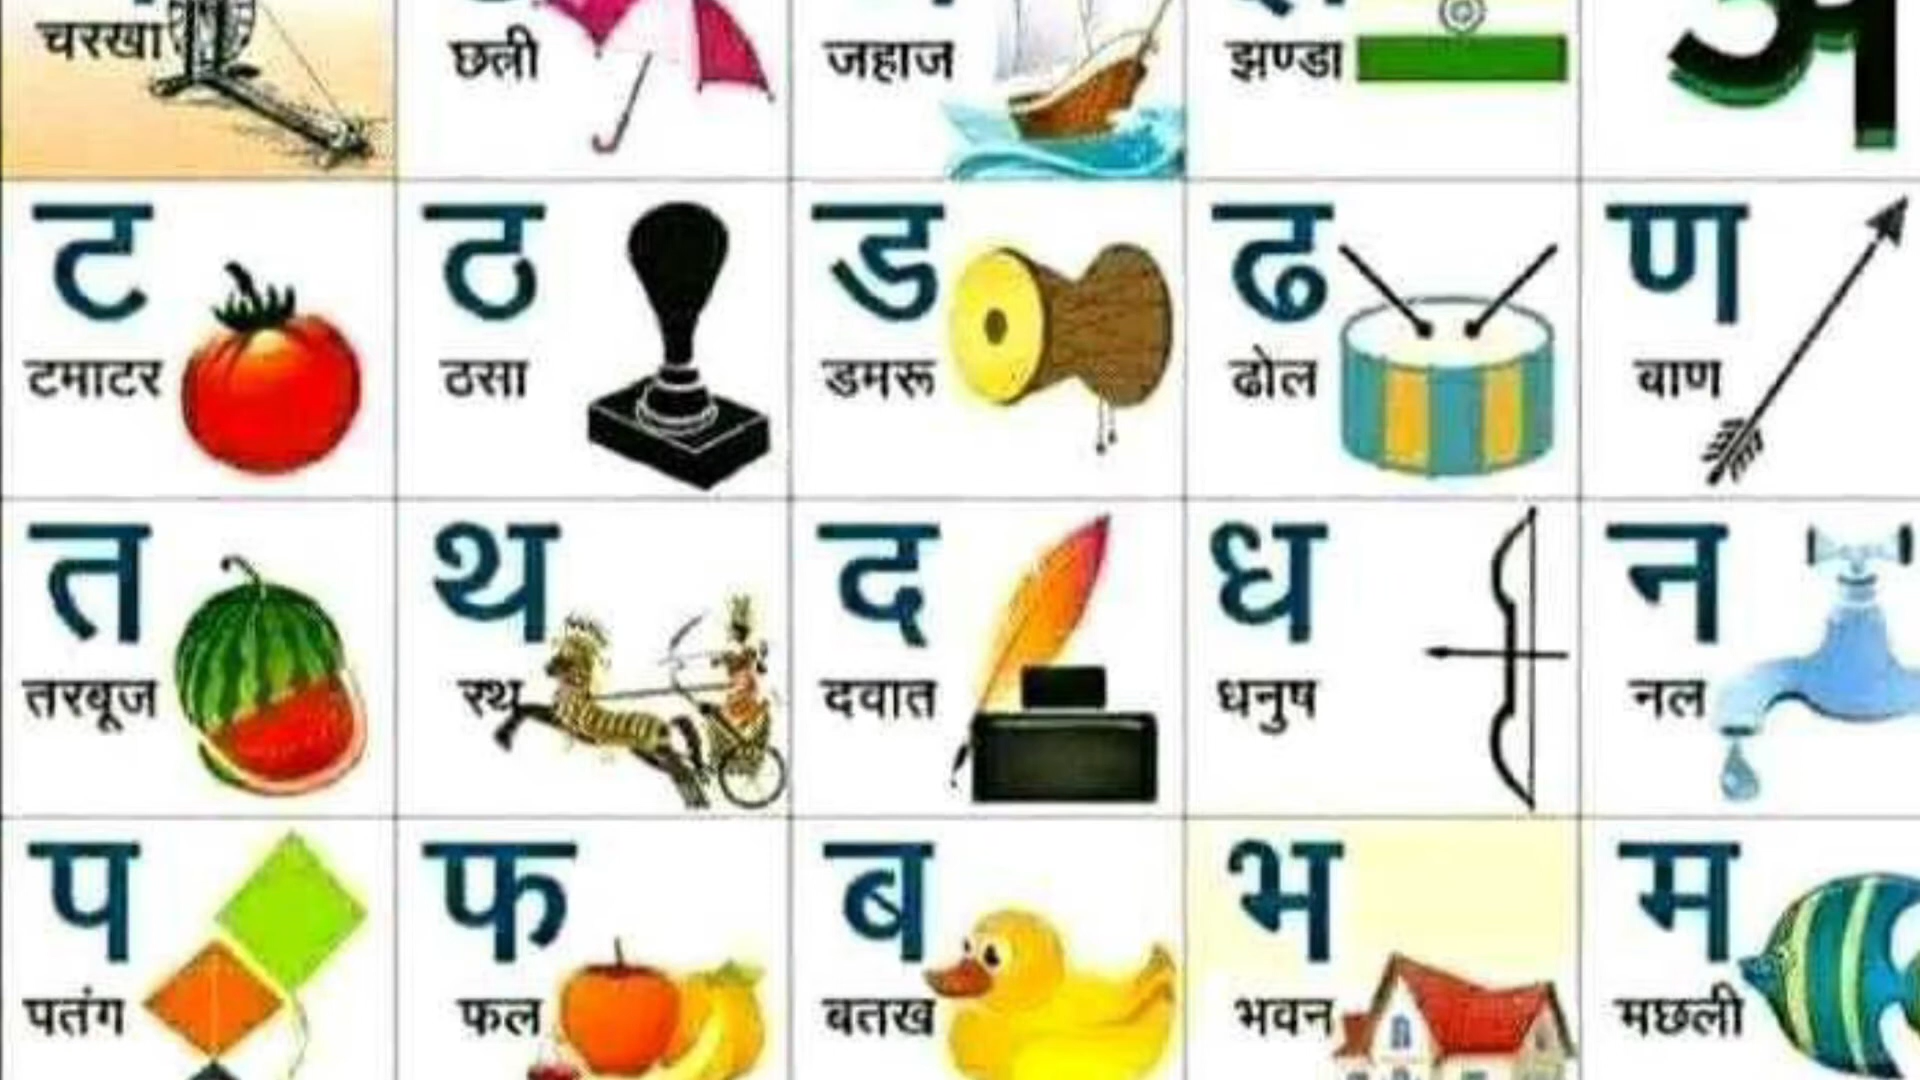 चरखा छत्री जहाज झण्डा
ट ठ ड ढ ण
टमाटर ठसा डमरू ढोल बाण
त थ द ध न
तरबूज रथ दवात धनुष नल
प फ ब भ म
पतंग फल बतख भवन मछली